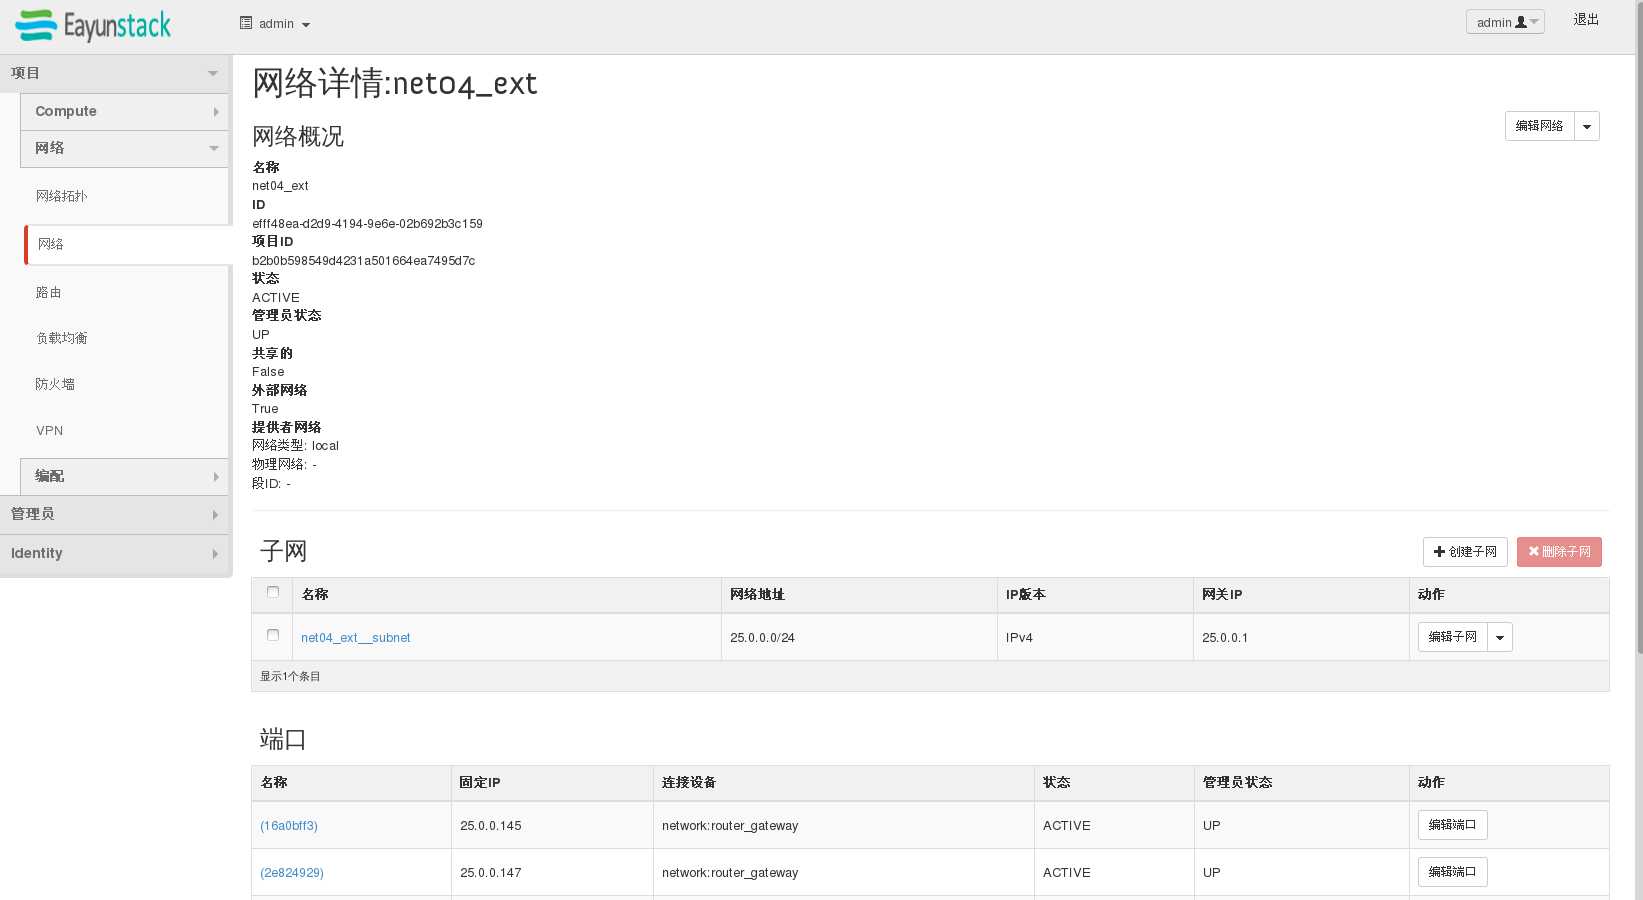 Eayunstack
admin
admin
退出
项目
Compute
网络
网络拓扑
网络
路由
负载均衡
防火墙
VPN
编配
管理员
Identity
网络详情:net04_ext
网络概况
编辑网络
名称
net04_ext
ID
efff48ea-d2d9-4194-9e6e-02b692b3c159
项目ID
b2b0b598549d4231a501664ea7495d7c
状态
ACTIVE
管理员状态
UP
共享的
False
外部网络
True
提供者网络
网络类型: local
物理网络: -
段ID: -
子网
创建子网 删除子网
名称 网络地址 IP版本 网关IP 动作
net04_ext__subnet 25.0.0.0/24 IPv4 25.0.0.1 编辑子网
显示1个条目
端口
名称 固定IP 连接设备 状态 管理员状态 动作
(16a0bff3) 25.0.0.145 network:router_gateway ACTIVE UP 编辑端口
(2e824929) 25.0.0.147 network:router_gateway ACTIVE UP 编辑端口